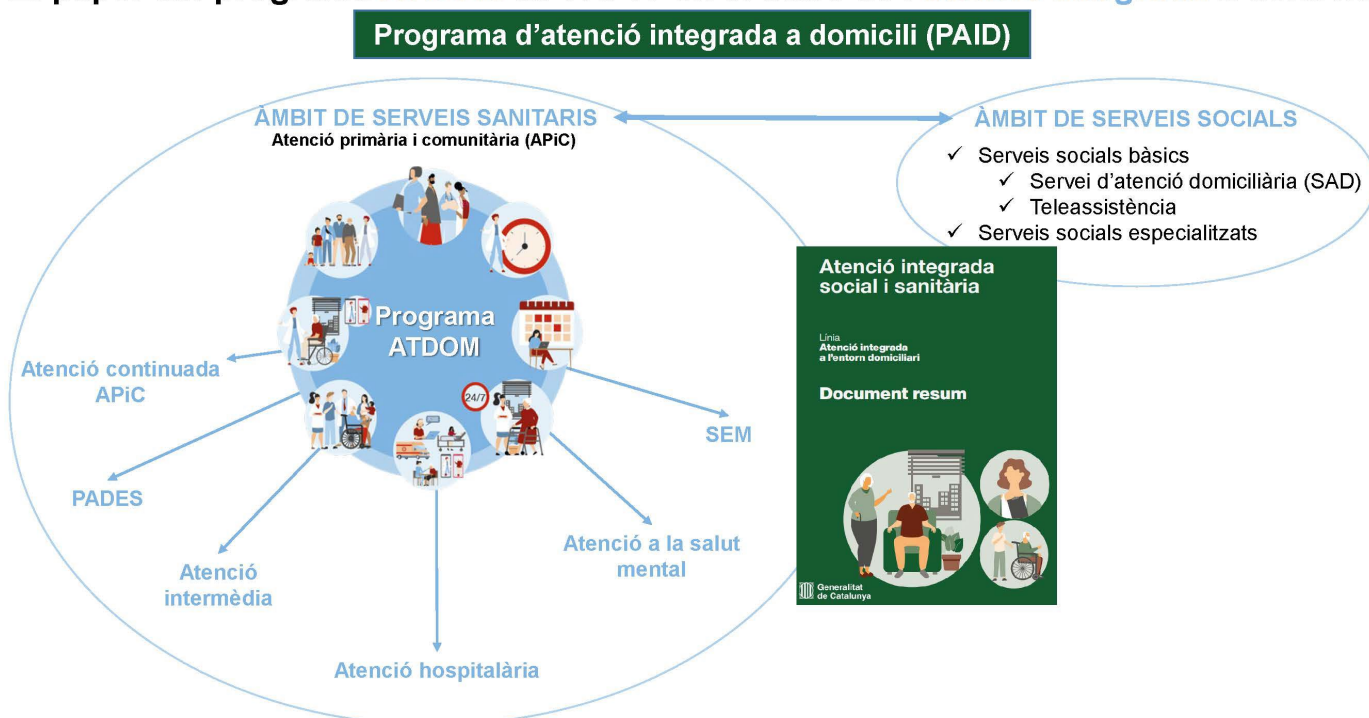 Programa d’atenció integrada a domicili (PAID)
ÀMBIT DE SERVEIS SANITARIS
Atenció primària i comunitària (APiC)
ÀMBIT DE SERVEIS SOCIALS
✓ Serveis socials bàsics
✓ Servei d’atenció domiciliària (SAD)
✓ Teleassistència
✓ Serveis socials especialitzats
Programa
ATDOM
24/7
Atenció continuada
APiC
PADES
Atenció
intermèdia
Atenció hospitalària
Atenció a la salut
mental
SEM
Atenció integrada
social i sanitària
Línia
Atenció integrada
a l’entorn domiciliari
Document resum
Generalitat
de Catalunya